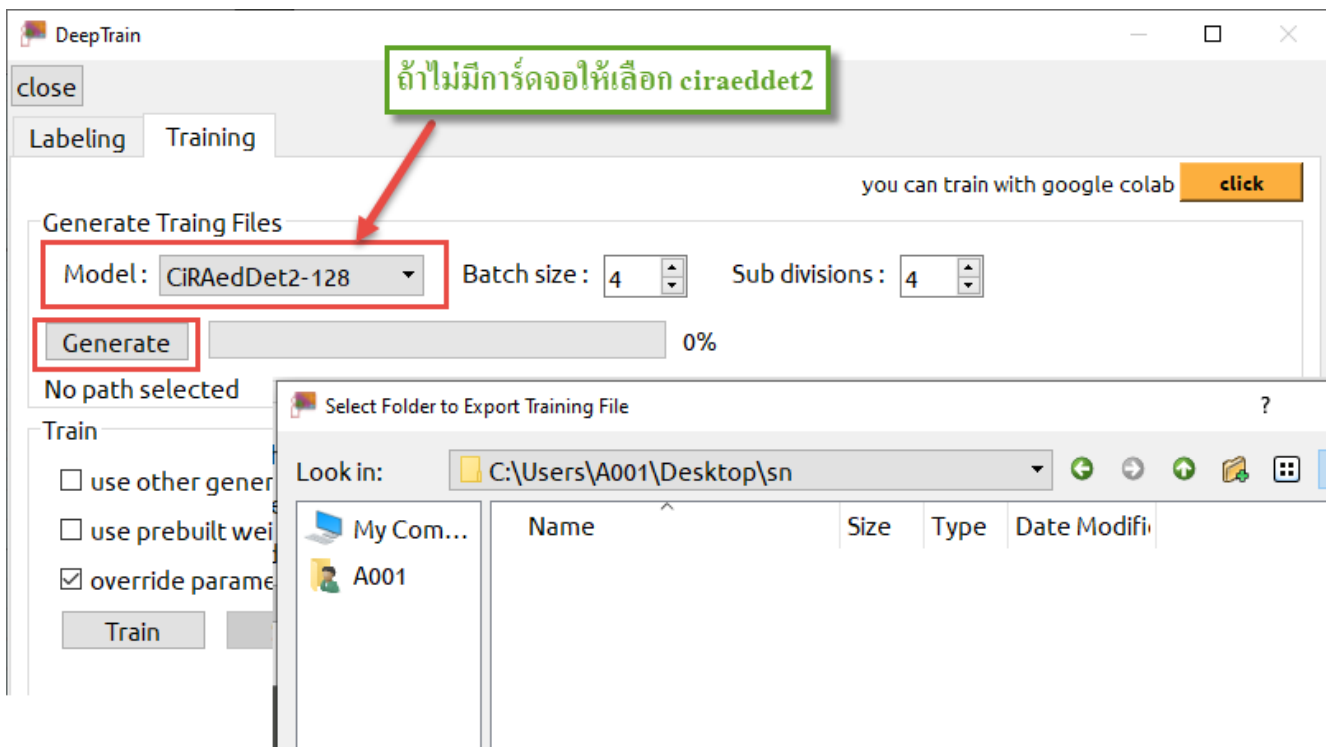 DeepTrain
ถ้าไม่มีการ์ดจอให้เลือก ciraeddet2
close
Labeling Training
you can train with google colab click
Generate Traing Files
Model : CiRAedDet2-128 Batch size : 4 Sub divisions : 4
Generate 0%
No path selected
Select Folder to Export Training File ?
Train
Look in: C:\Users\A001\Desktop\sn
use other gener
use prebuilt wei
My Com... Name Size Type Date Modifi
override parame
A001
Train